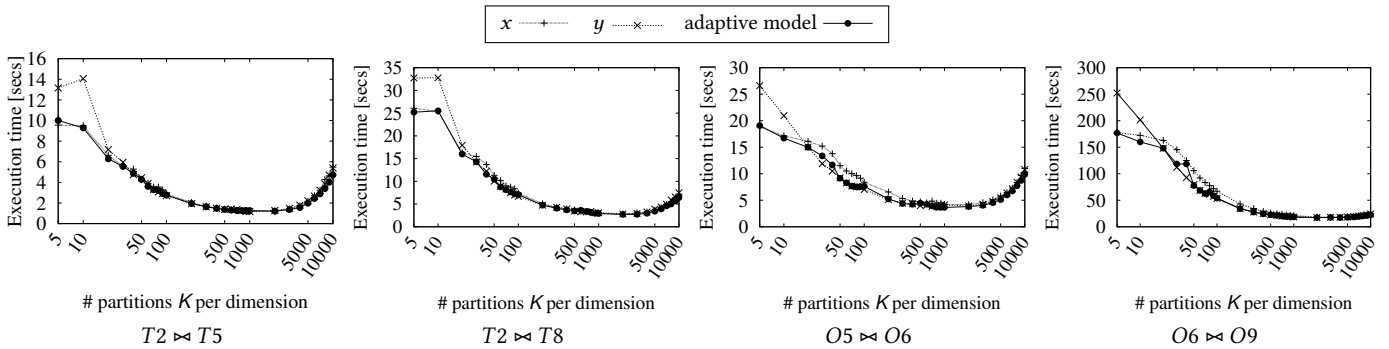 x y adaptive model
Execution time [secs]
16
14
12
10
8
6
4
2
0
5 10 50 100 500 1000 5000 10000
# partitions K per dimension
T2 ⋈ T5
Execution time [secs]
35
30
25
20
15
10
5
0
5 10 50 100 500 1000 5000 10000
# partitions K per dimension
T2 ⋈ T8
Execution time [secs]
30
25
20
15
10
5
0
5 10 50 100 500 1000 5000 10000
# partitions K per dimension
O5 ⋈ O6
Execution time [secs]
300
250
200
150
100
50
0
5 10 50 100 500 1000 5000 10000
# partitions K per dimension
O6 ⋈ O9